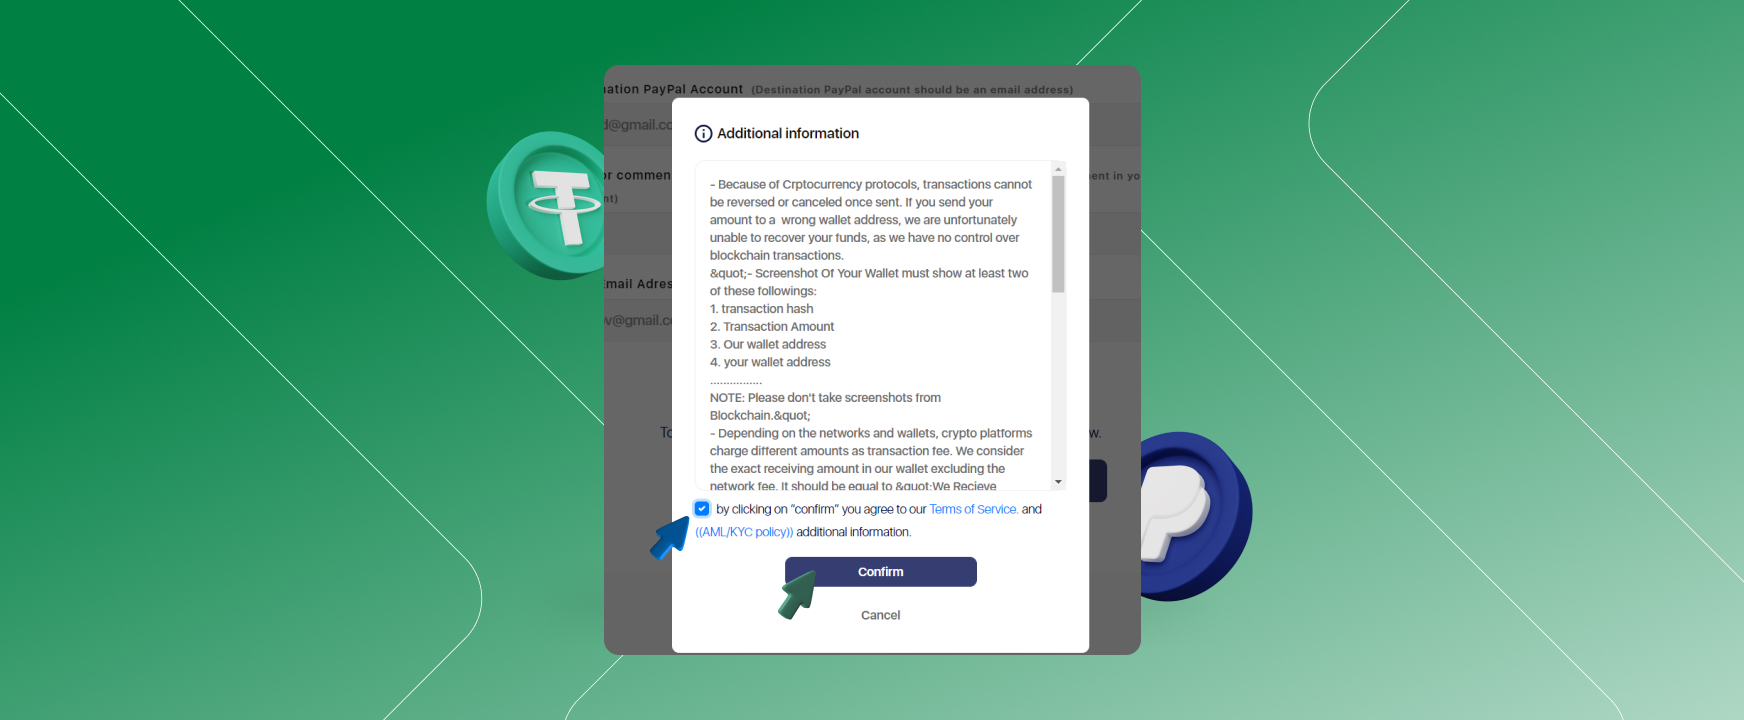 nation PayPal Account (Destination PayPal account should be an email address)
d@gmail.co
or commen
ent in yo
nt)
Email Adres
v@gmail.co
To
w.
Additional information
- Because of Crptocurrency protocols, transactions cannot
be reversed or canceled once sent. If you send your
amount to a wrong wallet address, we are unfortunately
unable to recover your funds, as we have no control over
blockchain transactions.
&quot;- Screenshot Of Your Wallet must show at least two
of these followings:
1. transaction hash
2. Transaction Amount
3. Our wallet address
4. your wallet address
................
NOTE: Please don't take screenshots from
Blockchain.&quot;
- Depending on the networks and wallets, crypto platforms
charge different amounts as transaction fee. We consider
the exact receiving amount in our wallet excluding the
network fee. It should be equal to &quot;We Recieve
by clicking on "confirm" you agree to our Terms of Service. and
((AML/KYC policy)) additional information.
Confirm
Cancel